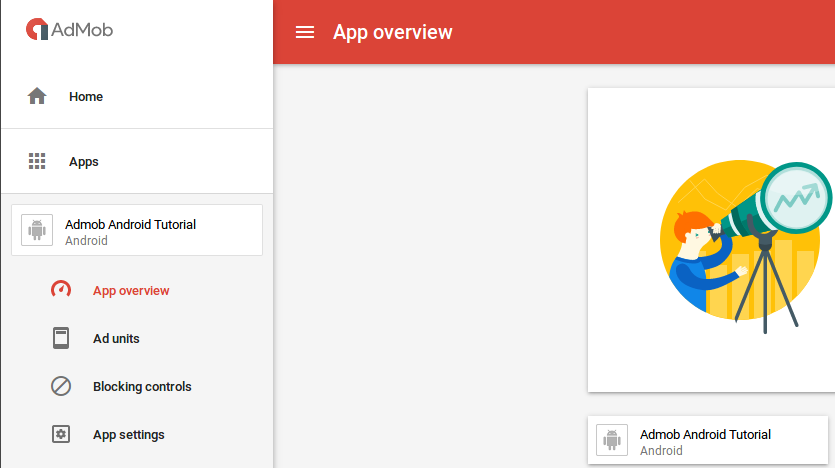 AdMob
App overview
Home
Apps
Admob Android Tutorial
Android
App overview
Ad units
Blocking controls
App settings
Admob Android Tutorial
Android